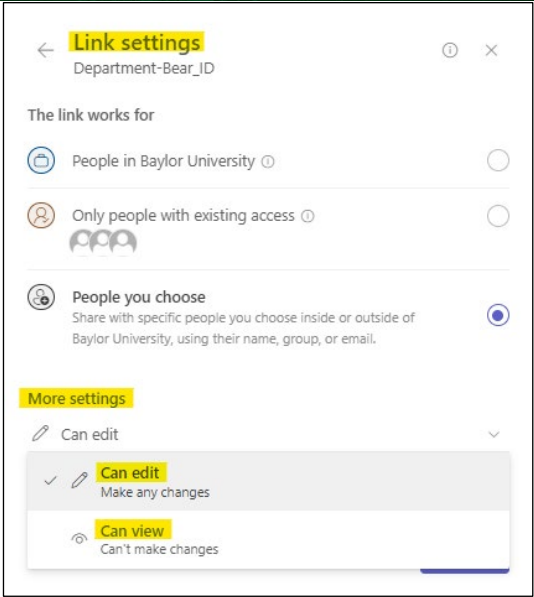 Link settings
Department-Bear_ID
The link works for
People in Baylor University
Only people with existing access
People you choose
Share with specific people you choose inside or outside of
Baylor University, using their name, group, or email.
More settings
Can edit
Can edit
Make any changes
Can view
Can't make changes